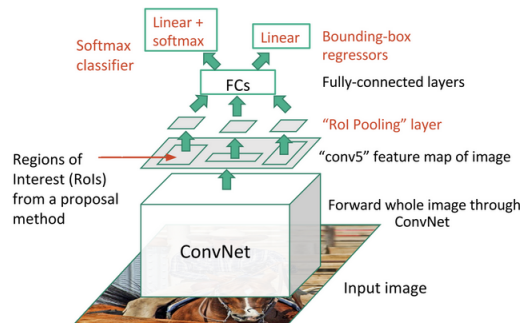 Linear +
softmax
Linear
Softmax
classifier
Bounding-box
regressors
FCs
Fully-connected layers
"RoI Pooling" layer
Regions of
Interest (RoIs)
from a proposal
method
"conv5" feature map of image
Forward whole image through
ConvNet
ConvNet
Input image